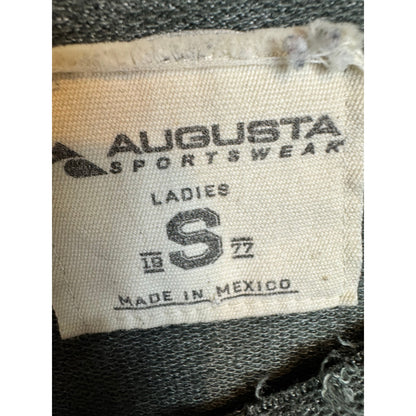 AUGUSTA
SPORTSWEAR
LADIES
19 S 77
MADE IN MEXICO